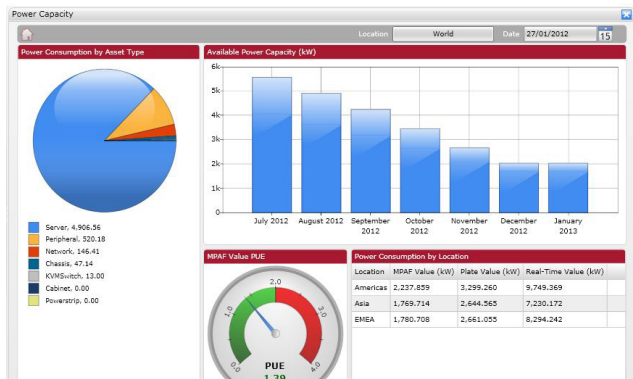 Power Capacity
Location World Date 27/01/2012 15
Power Consumption by Asset Type
Server, 4,906.56
Peripheral, 520.18
Network, 146.41
Chassis, 47.14
KVMSwitch, 13.00
Cabinet, 0.00
Powerstrip, 0.00
Available Power Capacity (kW)
6k
5k
4k
3k
2k
1k
0
July 2012 August 2012 September 2012 October 2012 November 2012 December 2012 January 2013
MPAF Value PUE
0.0 1.0 2.0 3.0 4.0
PUE
1.39
Power Consumption by Location
Location MPAF Value (kW) Plate Value (kW) Real-Time Value (kW)
Americas 2,237.859 3,299.260 9,749.369
Asia 1,769.714 2,644.565 7,230.172
EMEA 1,780.708 2,661.055 8,294.242